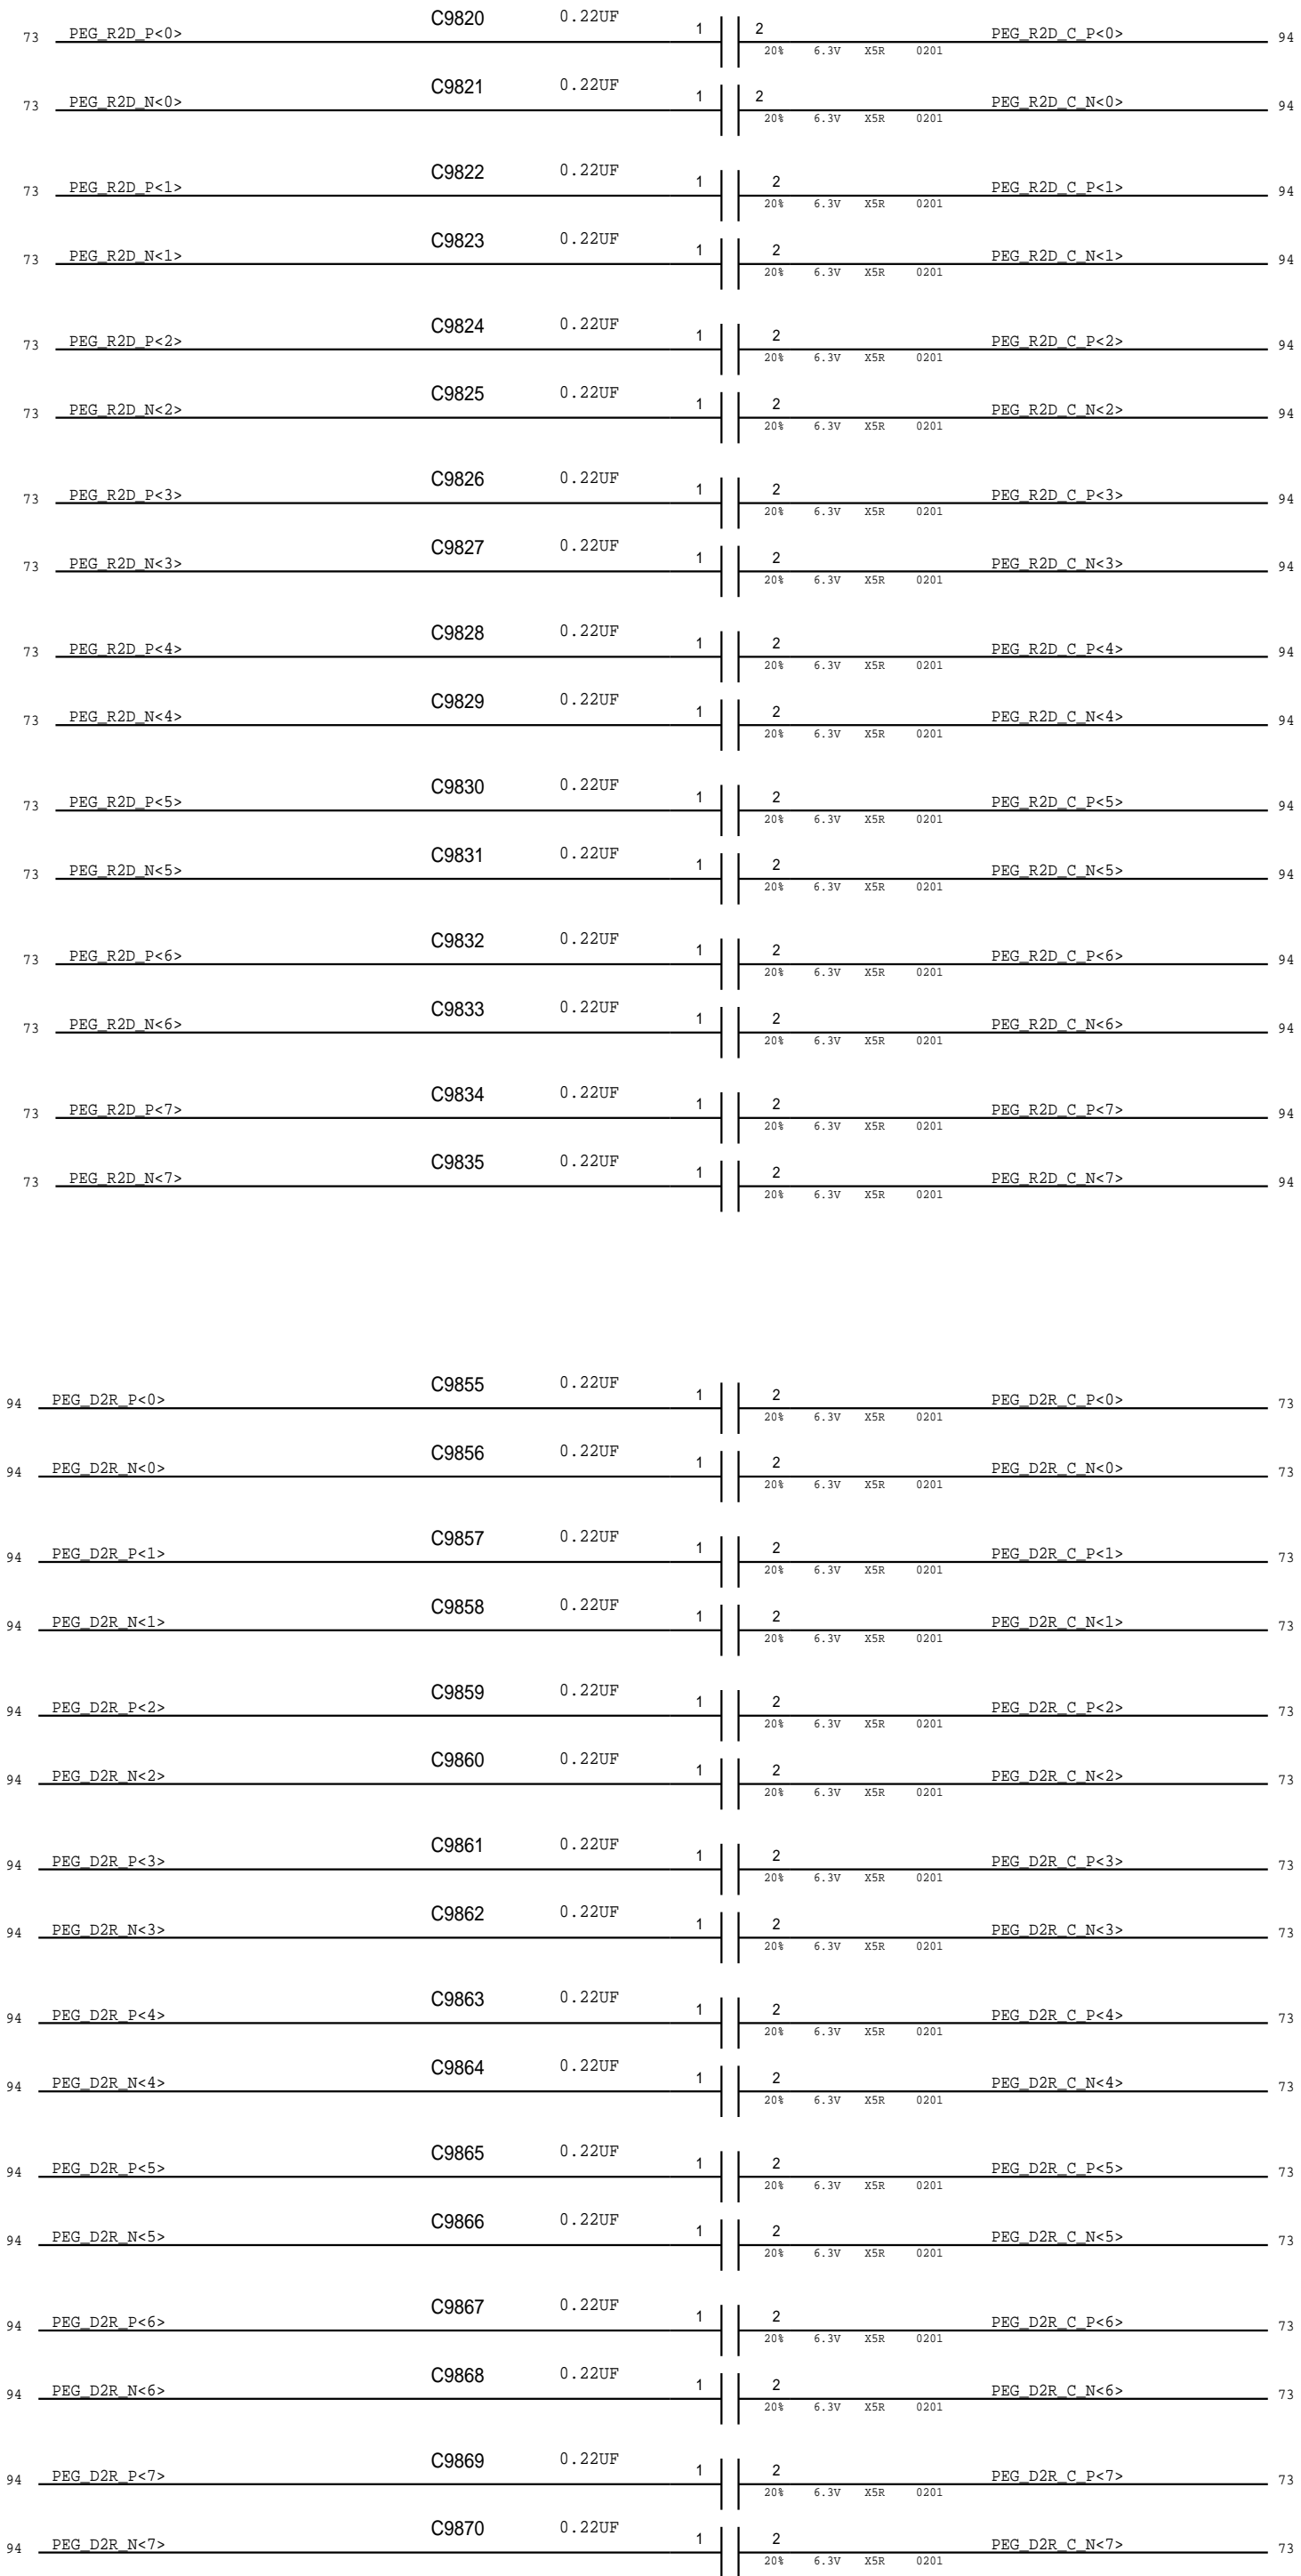 C9820 0.22UF
73 PEG_R2D_P<0> 1 2 PEG_R2D_C_P<0> 94
20% 6.3V X5R 0201
C9821 0.22UF
73 PEG_R2D_N<0> 1 2 PEG_R2D_C_N<0> 94
20% 6.3V X5R 0201
C9822 0.22UF
73 PEG_R2D_P<1> 1 2 PEG_R2D_C_P<1> 94
20% 6.3V X5R 0201
C9823 0.22UF
73 PEG_R2D_N<1> 1 2 PEG_R2D_C_N<1> 94
20% 6.3V X5R 0201
C9824 0.22UF
73 PEG_R2D_P<2> 1 2 PEG_R2D_C_P<2> 94
20% 6.3V X5R 0201
C9825 0.22UF
73 PEG_R2D_N<2> 1 2 PEG_R2D_C_N<2> 94
20% 6.3V X5R 0201
C9826 0.22UF
73 PEG_R2D_P<3> 1 2 PEG_R2D_C_P<3> 94
20% 6.3V X5R 0201
C9827 0.22UF
73 PEG_R2D_N<3> 1 2 PEG_R2D_C_N<3> 94
20% 6.3V X5R 0201
C9828 0.22UF
73 PEG_R2D_P<4> 1 2 PEG_R2D_C_P<4> 94
20% 6.3V X5R 0201
C9829 0.22UF
73 PEG_R2D_N<4> 1 2 PEG_R2D_C_N<4> 94
20% 6.3V X5R 0201
C9830 0.22UF
73 PEG_R2D_P<5> 1 2 PEG_R2D_C_P<5> 94
20% 6.3V X5R 0201
C9831 0.22UF
73 PEG_R2D_N<5> 1 2 PEG_R2D_C_N<5> 94
20% 6.3V X5R 0201
C9832 0.22UF
73 PEG_R2D_P<6> 1 2 PEG_R2D_C_P<6> 94
20% 6.3V X5R 0201
C9833 0.22UF
73 PEG_R2D_N<6> 1 2 PEG_R2D_C_N<6> 94
20% 6.3V X5R 0201
C9834 0.22UF
73 PEG_R2D_P<7> 1 2 PEG_R2D_C_P<7> 94
20% 6.3V X5R 0201
C9835 0.22UF
73 PEG_R2D_N<7> 1 2 PEG_R2D_C_N<7> 94
20% 6.3V X5R 0201
C9855 0.22UF
94 PEG_D2R_P<0> 1 2 PEG_D2R_C_P<0> 73
20% 6.3V X5R 0201
C9856 0.22UF
94 PEG_D2R_N<0> 1 2 PEG_D2R_C_N<0> 73
20% 6.3V X5R 0201
C9857 0.22UF
94 PEG_D2R_P<1> 1 2 PEG_D2R_C_P<1> 73
20% 6.3V X5R 0201
C9858 0.22UF
94 PEG_D2R_N<1> 1 2 PEG_D2R_C_N<1> 73
20% 6.3V X5R 0201
C9859 0.22UF
94 PEG_D2R_P<2> 1 2 PEG_D2R_C_P<2> 73
20% 6.3V X5R 0201
C9860 0.22UF
94 PEG_D2R_N<2> 1 2 PEG_D2R_C_N<2> 73
20% 6.3V X5R 0201
C9861 0.22UF
94 PEG_D2R_P<3> 1 2 PEG_D2R_C_P<3> 73
20% 6.3V X5R 0201
C9862 0.22UF
94 PEG_D2R_N<3> 1 2 PEG_D2R_C_N<3> 73
20% 6.3V X5R 0201
C9863 0.22UF
94 PEG_D2R_P<4> 1 2 PEG_D2R_C_P<4> 73
20% 6.3V X5R 0201
C9864 0.22UF
94 PEG_D2R_N<4> 1 2 PEG_D2R_C_N<4> 73
20% 6.3V X5R 0201
C9865 0.22UF
94 PEG_D2R_P<5> 1 2 PEG_D2R_C_P<5> 73
20% 6.3V X5R 0201
C9866 0.22UF
94 PEG_D2R_N<5> 1 2 PEG_D2R_C_N<5> 73
20% 6.3V X5R 0201
C9867 0.22UF
94 PEG_D2R_P<6> 1 2 PEG_D2R_C_P<6> 73
20% 6.3V X5R 0201
C9868 0.22UF
94 PEG_D2R_N<6> 1 2 PEG_D2R_C_N<6> 73
20% 6.3V X5R 0201
C9869 0.22UF
94 PEG_D2R_P<7> 1 2 PEG_D2R_C_P<7> 73
20% 6.3V X5R 0201
C9870 0.22UF
94 PEG_D2R_N<7> 1 2 PEG_D2R_C_N<7> 73
20% 6.3V X5R 0201